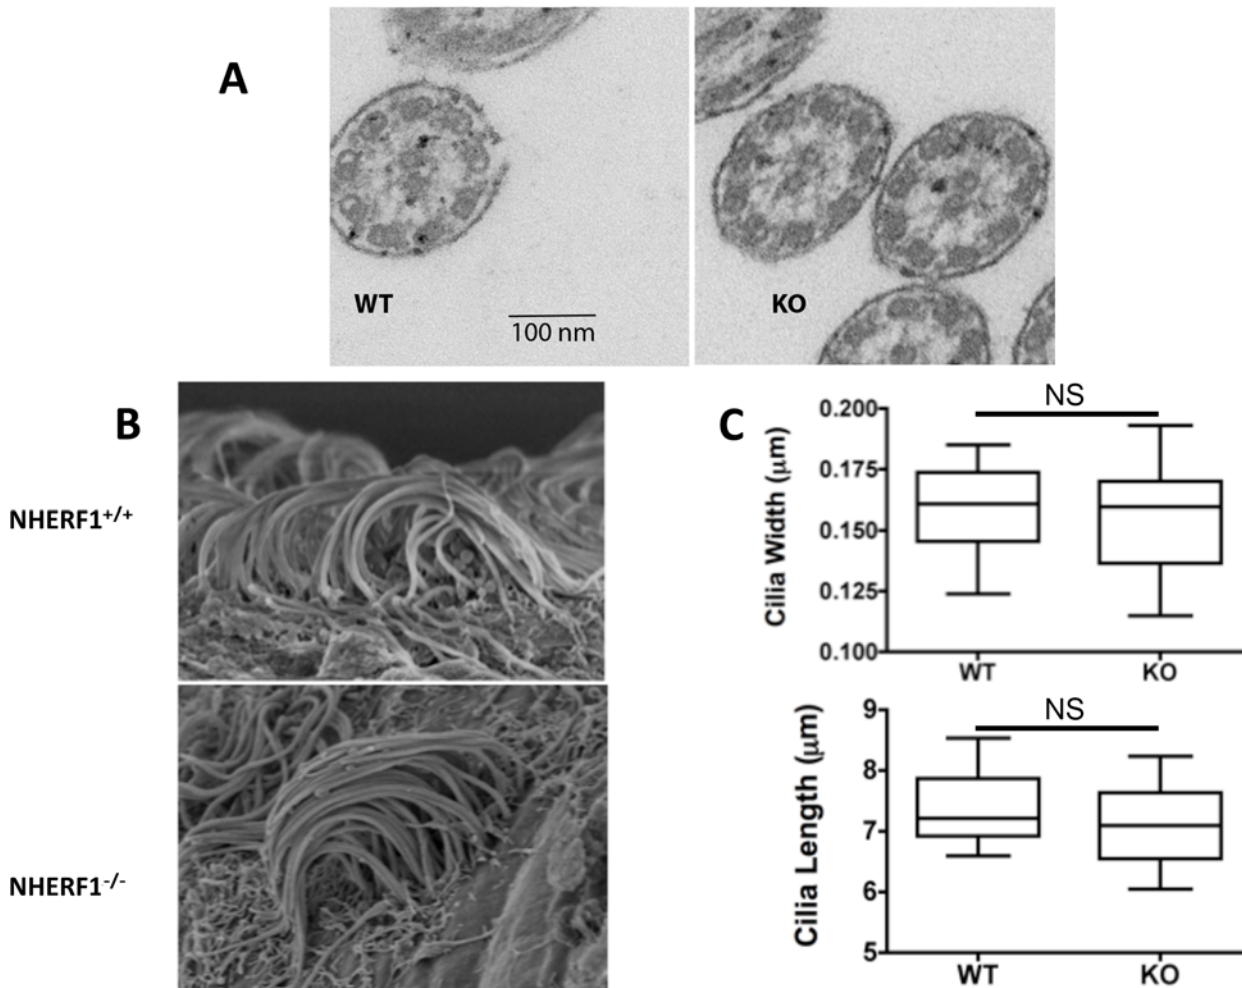 A
WT
100 nm
KO
B
NHERF1+/+
NHERF1-/-
C
NS
Cilia Width (μm)
0.200
0.175
0.150
0.125
0.100
WT
KO
NS
Cilia Length (μm)
9
8
7
6
5
WT
KO